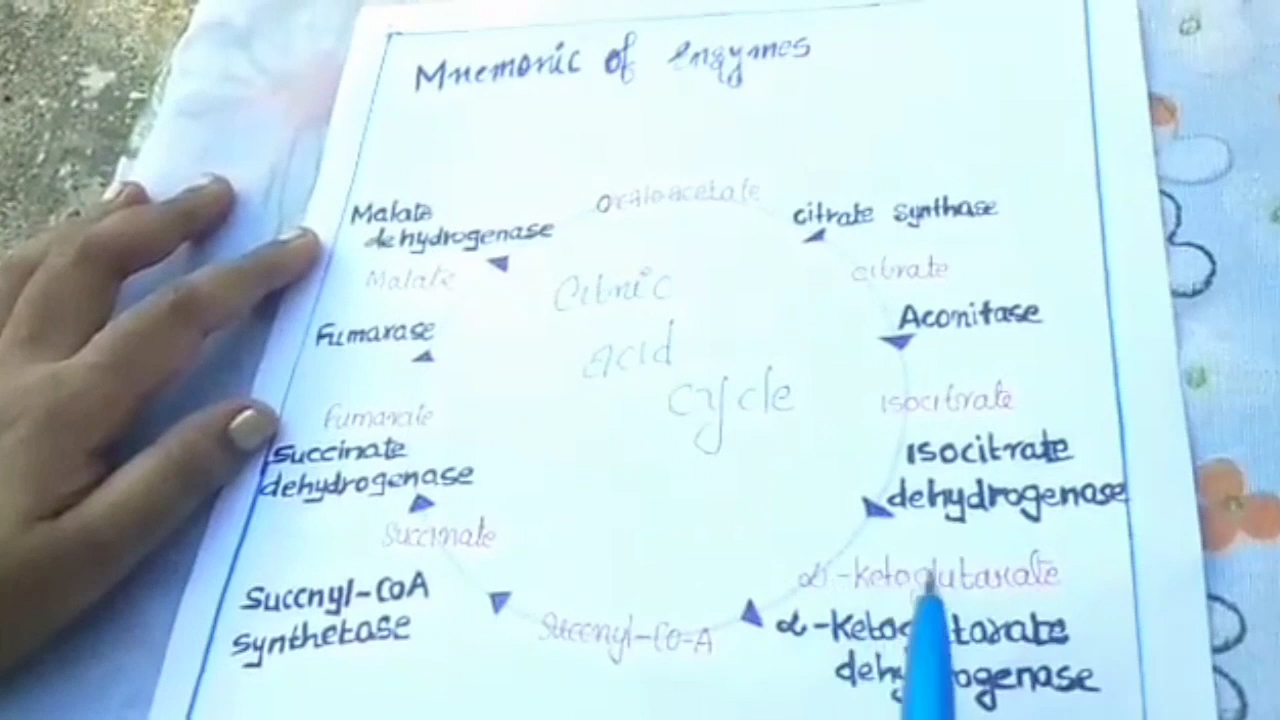 Mnemonic of enzymes
Oxaloacetate
citrate synthase
citrate
Aconitase
isocitrate
isocitrate
dehydrogenase
α-ketoglutarate
α-Ketoglutarate
dehydrogenase
Succenyl-Co-A
Succnyl-CoA
synthetase
Succinate
Succinate
dehydrogenase
Fumarate
Fumarase
Malate
Malate
dehydrogenase
Citric
acid
cycle